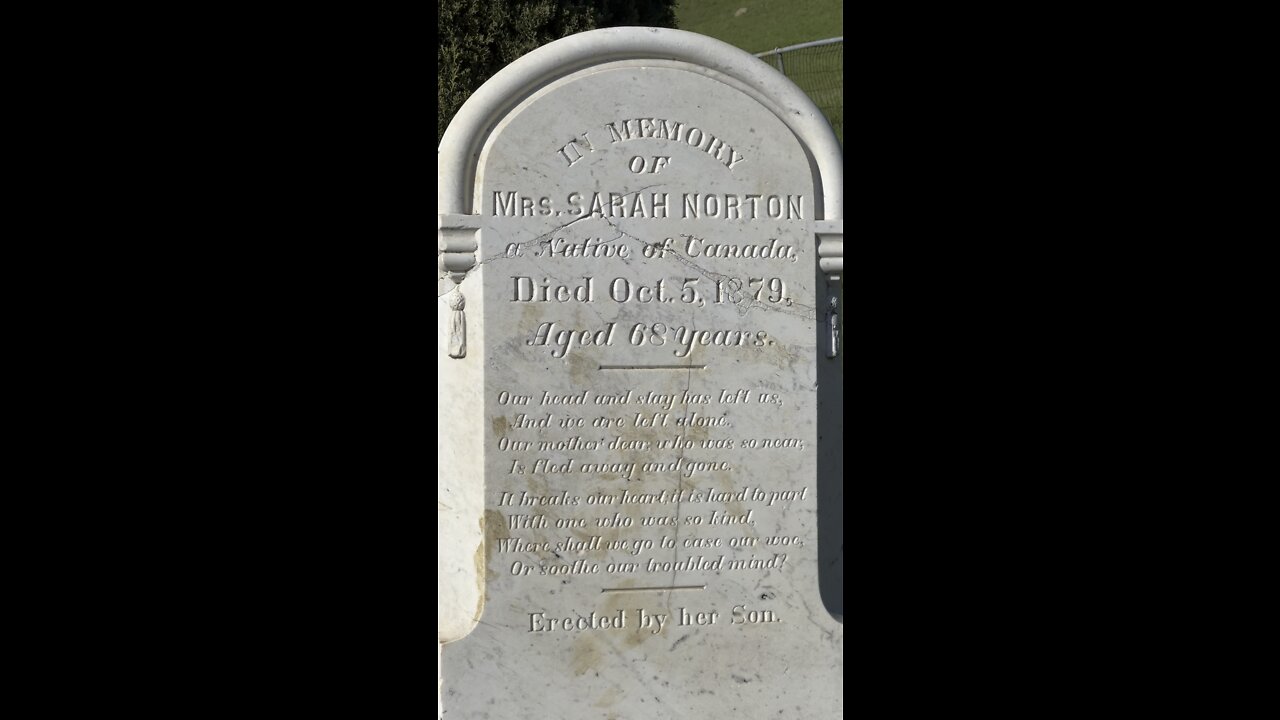 IN MEMORY
OF
MRS. SARAH NORTON
a Native of Canada,
Died Oct. 5, 1879,
Aged 68 years.
Our head and stay has left us,
And we are left alone.
Our mother dear, who was so near,
Is fled away and gone.
It breaks our heart, it is hard to part
With one who was so kind,
Where shall we go to ease our woe,
Or soothe our troubled mind?
Erected by her Son.